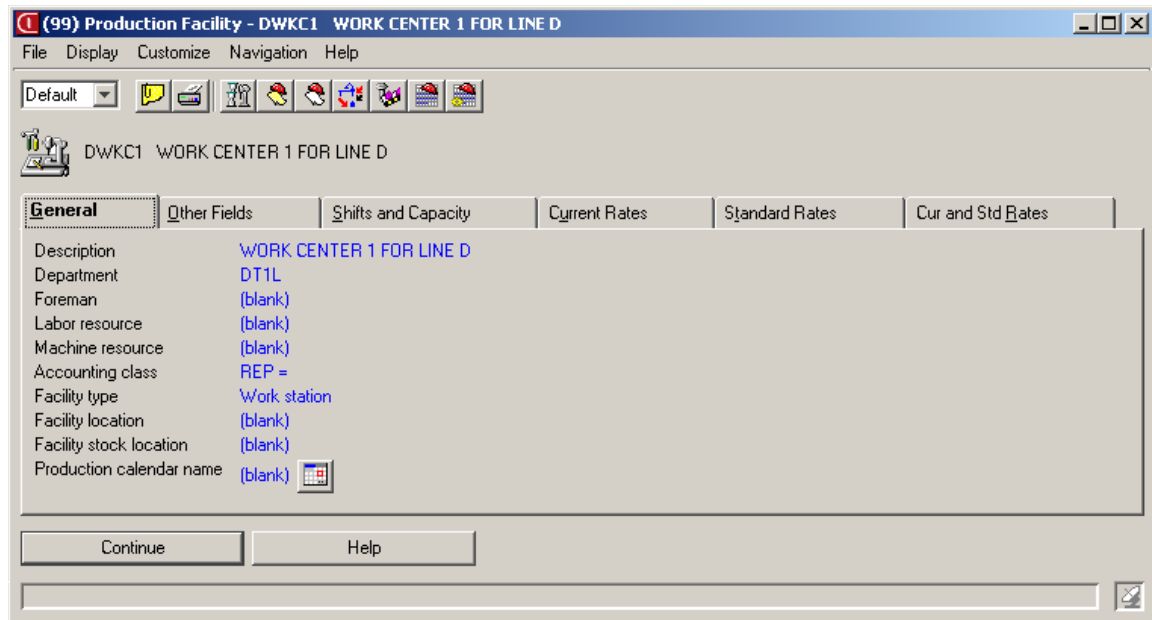 (99) Production Facility - DWKC1 WORK CENTER 1 FOR LINE D
File Display Customize Navigation Help
Default
DWKC1 WORK CENTER 1 FOR LINE D
General Other Fields Shifts and Capacity Current Rates Standard Rates Cur and Std Rates
Description WORK CENTER 1 FOR LINE D
Department DT1L
Foreman (blank)
Labor resource (blank)
Machine resource (blank)
Accounting class REP =
Facility type Work station
Facility location (blank)
Facility stock location (blank)
Production calendar name (blank)
Continue Help